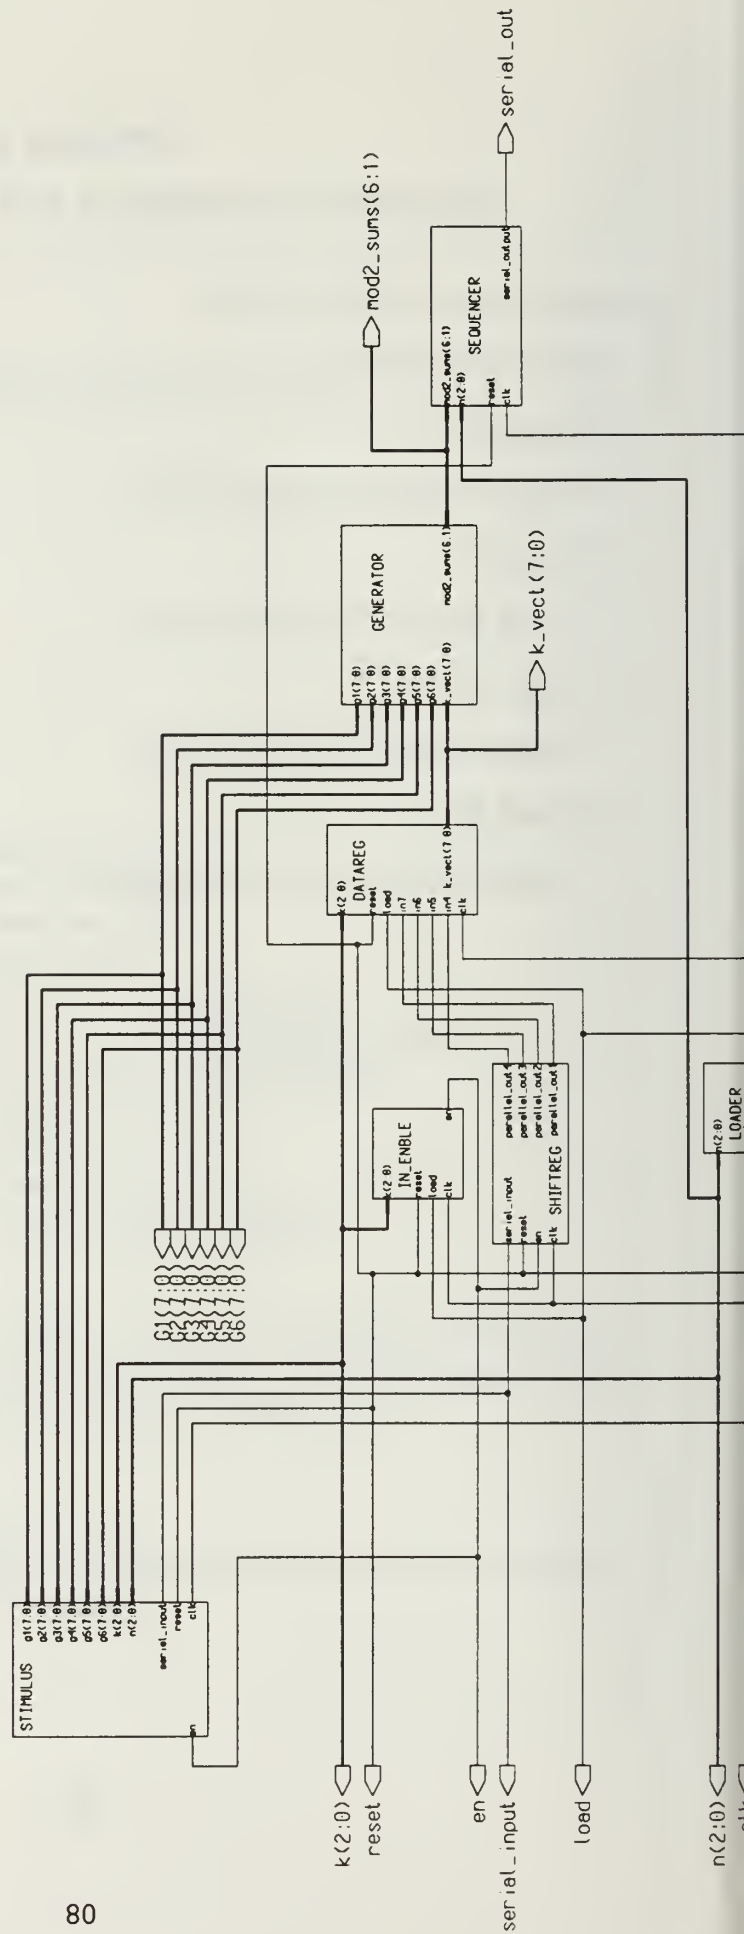 STIMULUS
g1(7:0)
g2(7:0)
g3(7:0)
g4(7:0)
g5(7:0)
g6(7:0)
k(2:0)
n(2:0)
serial_input
reset
clk
en
k(2:0)
reset
en
serial_input
load
n(2:0)
G1(7:0)
G2(7:0)
G3(7:0)
G4(7:0)
G5(7:0)
G6(7:0)
IN_ENBLE
k(2 0)
reset
load
clk
en
SHIFTREG
serial_input
reset
en
clk
parallel_out4
parallel_out3
parallel_out2
parallel_out1
LOADER
n(2:0)
DATAREG
k(2 0)
reset
load
in7
in6
in5
in4
clk
k_vect(7 0)
GENERATOR
g1(7 0)
g2(7 0)
g3(7 0)
g4(7 0)
g5(7 0)
g6(7 0)
k_vect(7 0)
mod2_sums(6:1)
k_vect(7:0)
mod2_sums(6:1)
SEQUENCER
mod2_sums(6:1)
n(2:0)
reset
clk
serial_output
serial_out
80